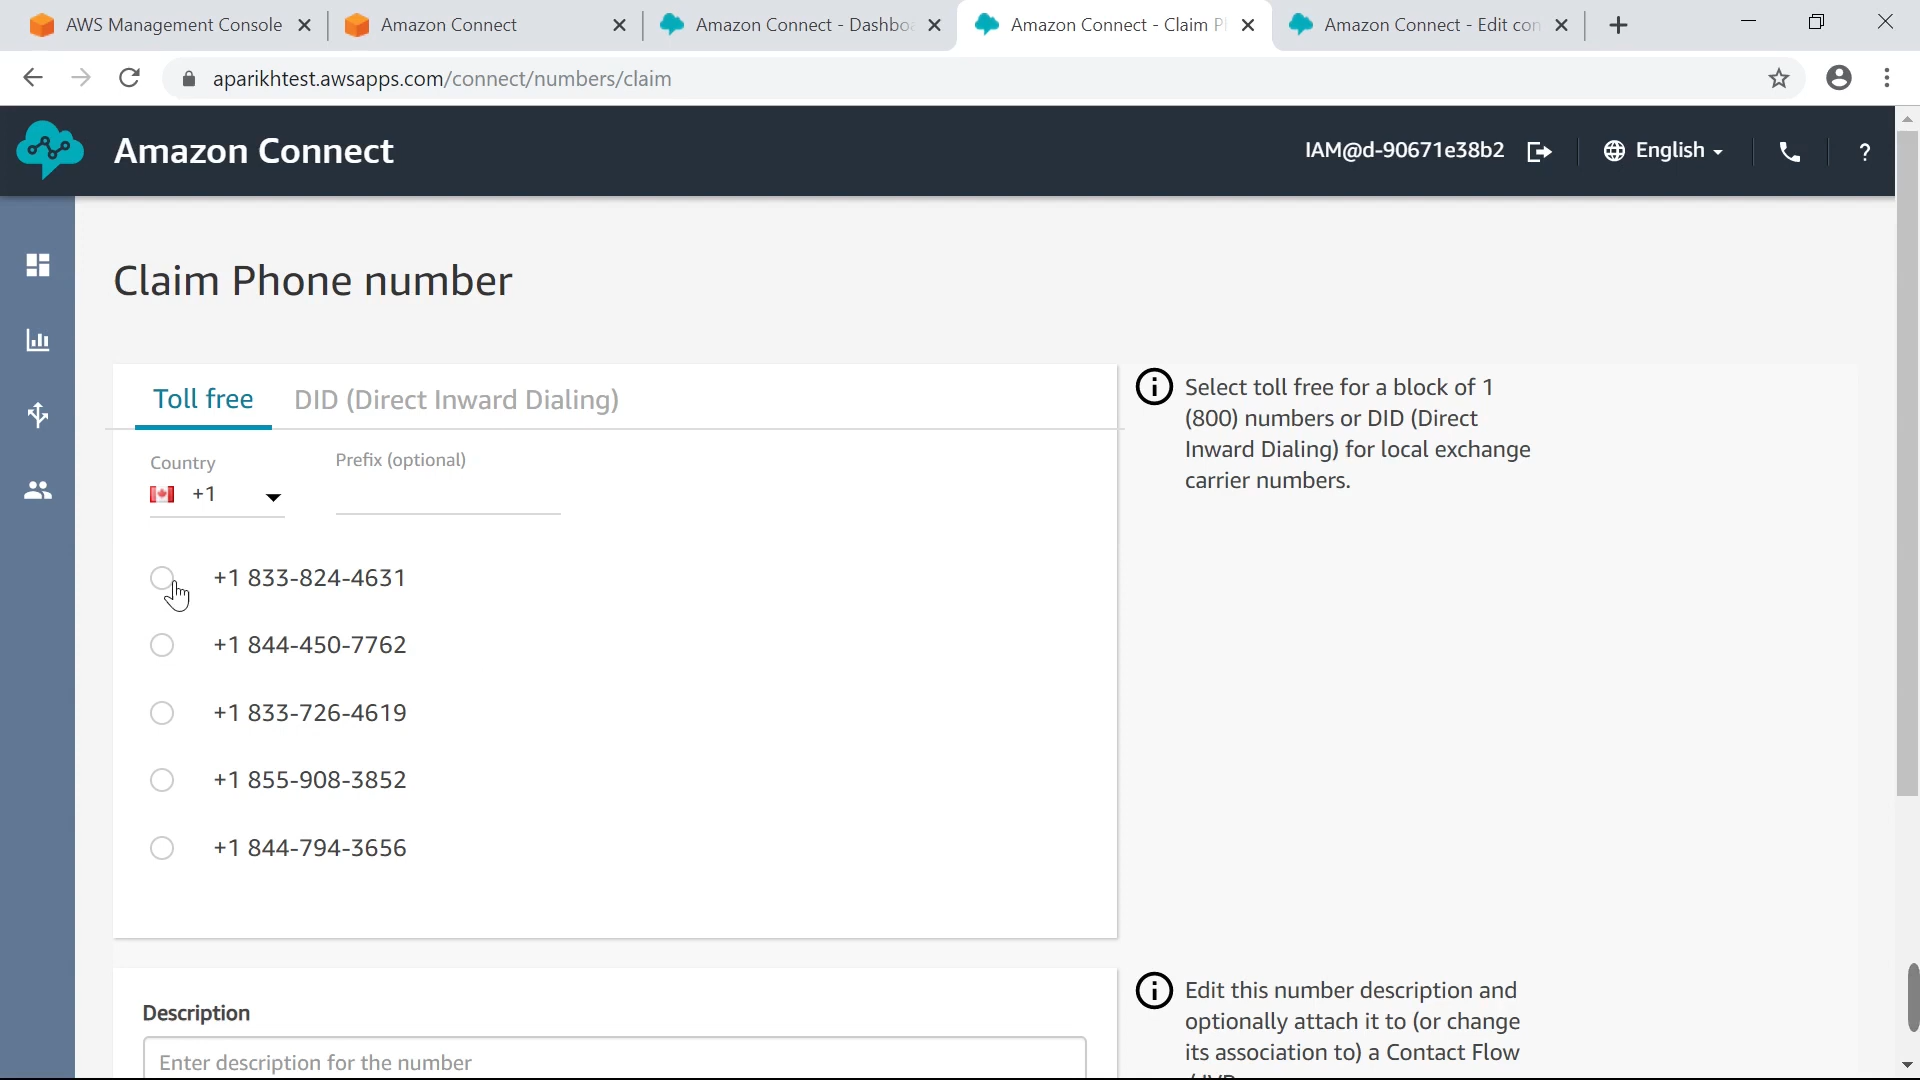 AWS Management Console
Amazon Connect
Amazon Connect - Dashbo
Amazon Connect - Claim P
Amazon Connect - Edit con
aparikhtest.awsapps.com/connect/numbers/claim
Amazon Connect
IAM@d-90671e38b2
English
?
Claim Phone number
Toll free
DID (Direct Inward Dialing)
Country
Prefix (optional)
+1
+1 833-824-4631
+1 844-450-7762
+1 833-726-4619
+1 855-908-3852
+1 844-794-3656
Select toll free for a block of 1
(800) numbers or DID (Direct
Inward Dialing) for local exchange
carrier numbers.
Description
Enter description for the number
Edit this number description and
optionally attach it to (or change
its association to) a Contact Flow